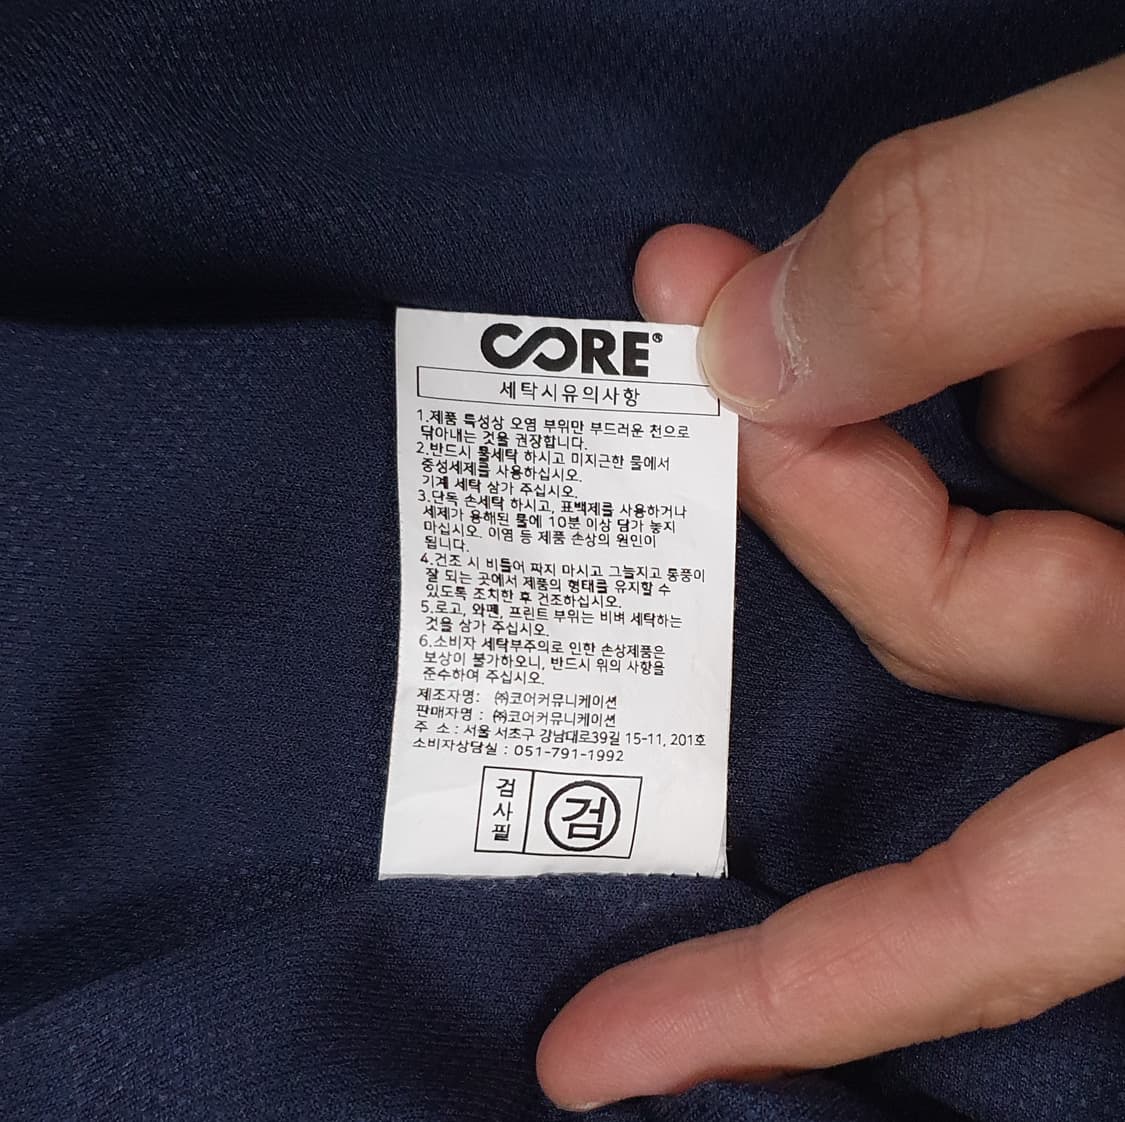 CORE®
세탁시유의사항
1.제품 특성상 오염 부위만 부드러운 천으로
닦아내는 것을 권장합니다.
2.반드시 물세탁 하시고 미지근한 물에서
중성세제를 사용하십시오.
기계 세탁 삼가 주십시오.
3.단독 손세탁 하시고, 표백제를 사용하거나
세제가 용해된 물에 10분 이상 담가 놓지
마십시오. 이염 등 제품 손상의 원인이
됩니다.
4.건조 시 비틀어 짜지 마시고 그늘지고 통풍이
잘 되는 곳에서 제품의 형태를 유지할 수
있도록 조치한 후 건조하십시오.
5.로고, 와펜, 프린트 부위는 비벼 세탁하는
것을 삼가 주십시오.
6.소비자 세탁부주의로 인한 손상제품은
보상이 불가하오니, 반드시 위의 사항을
준수하여 주십시오.
제조자명: ㈜코어커뮤니케이션
판매자명 : ㈜코어커뮤니케이션
주 소 : 서울 서초구 강남대로39길 15-11, 201호
소비자상담실 : 051-791-1992
검사필
검